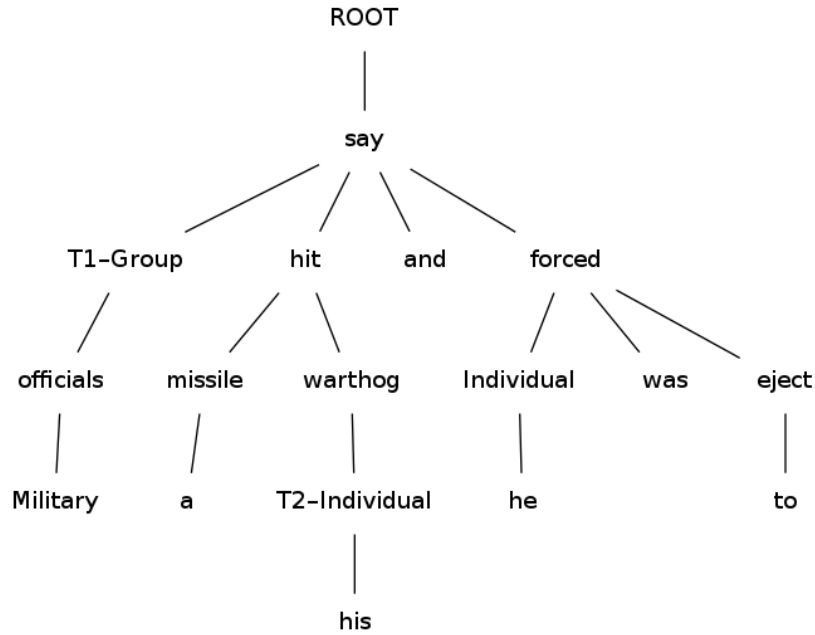 ROOT
say
T1–Group hit and forced
officials missile warthog Individual was eject
Military a T2–Individual he to
his